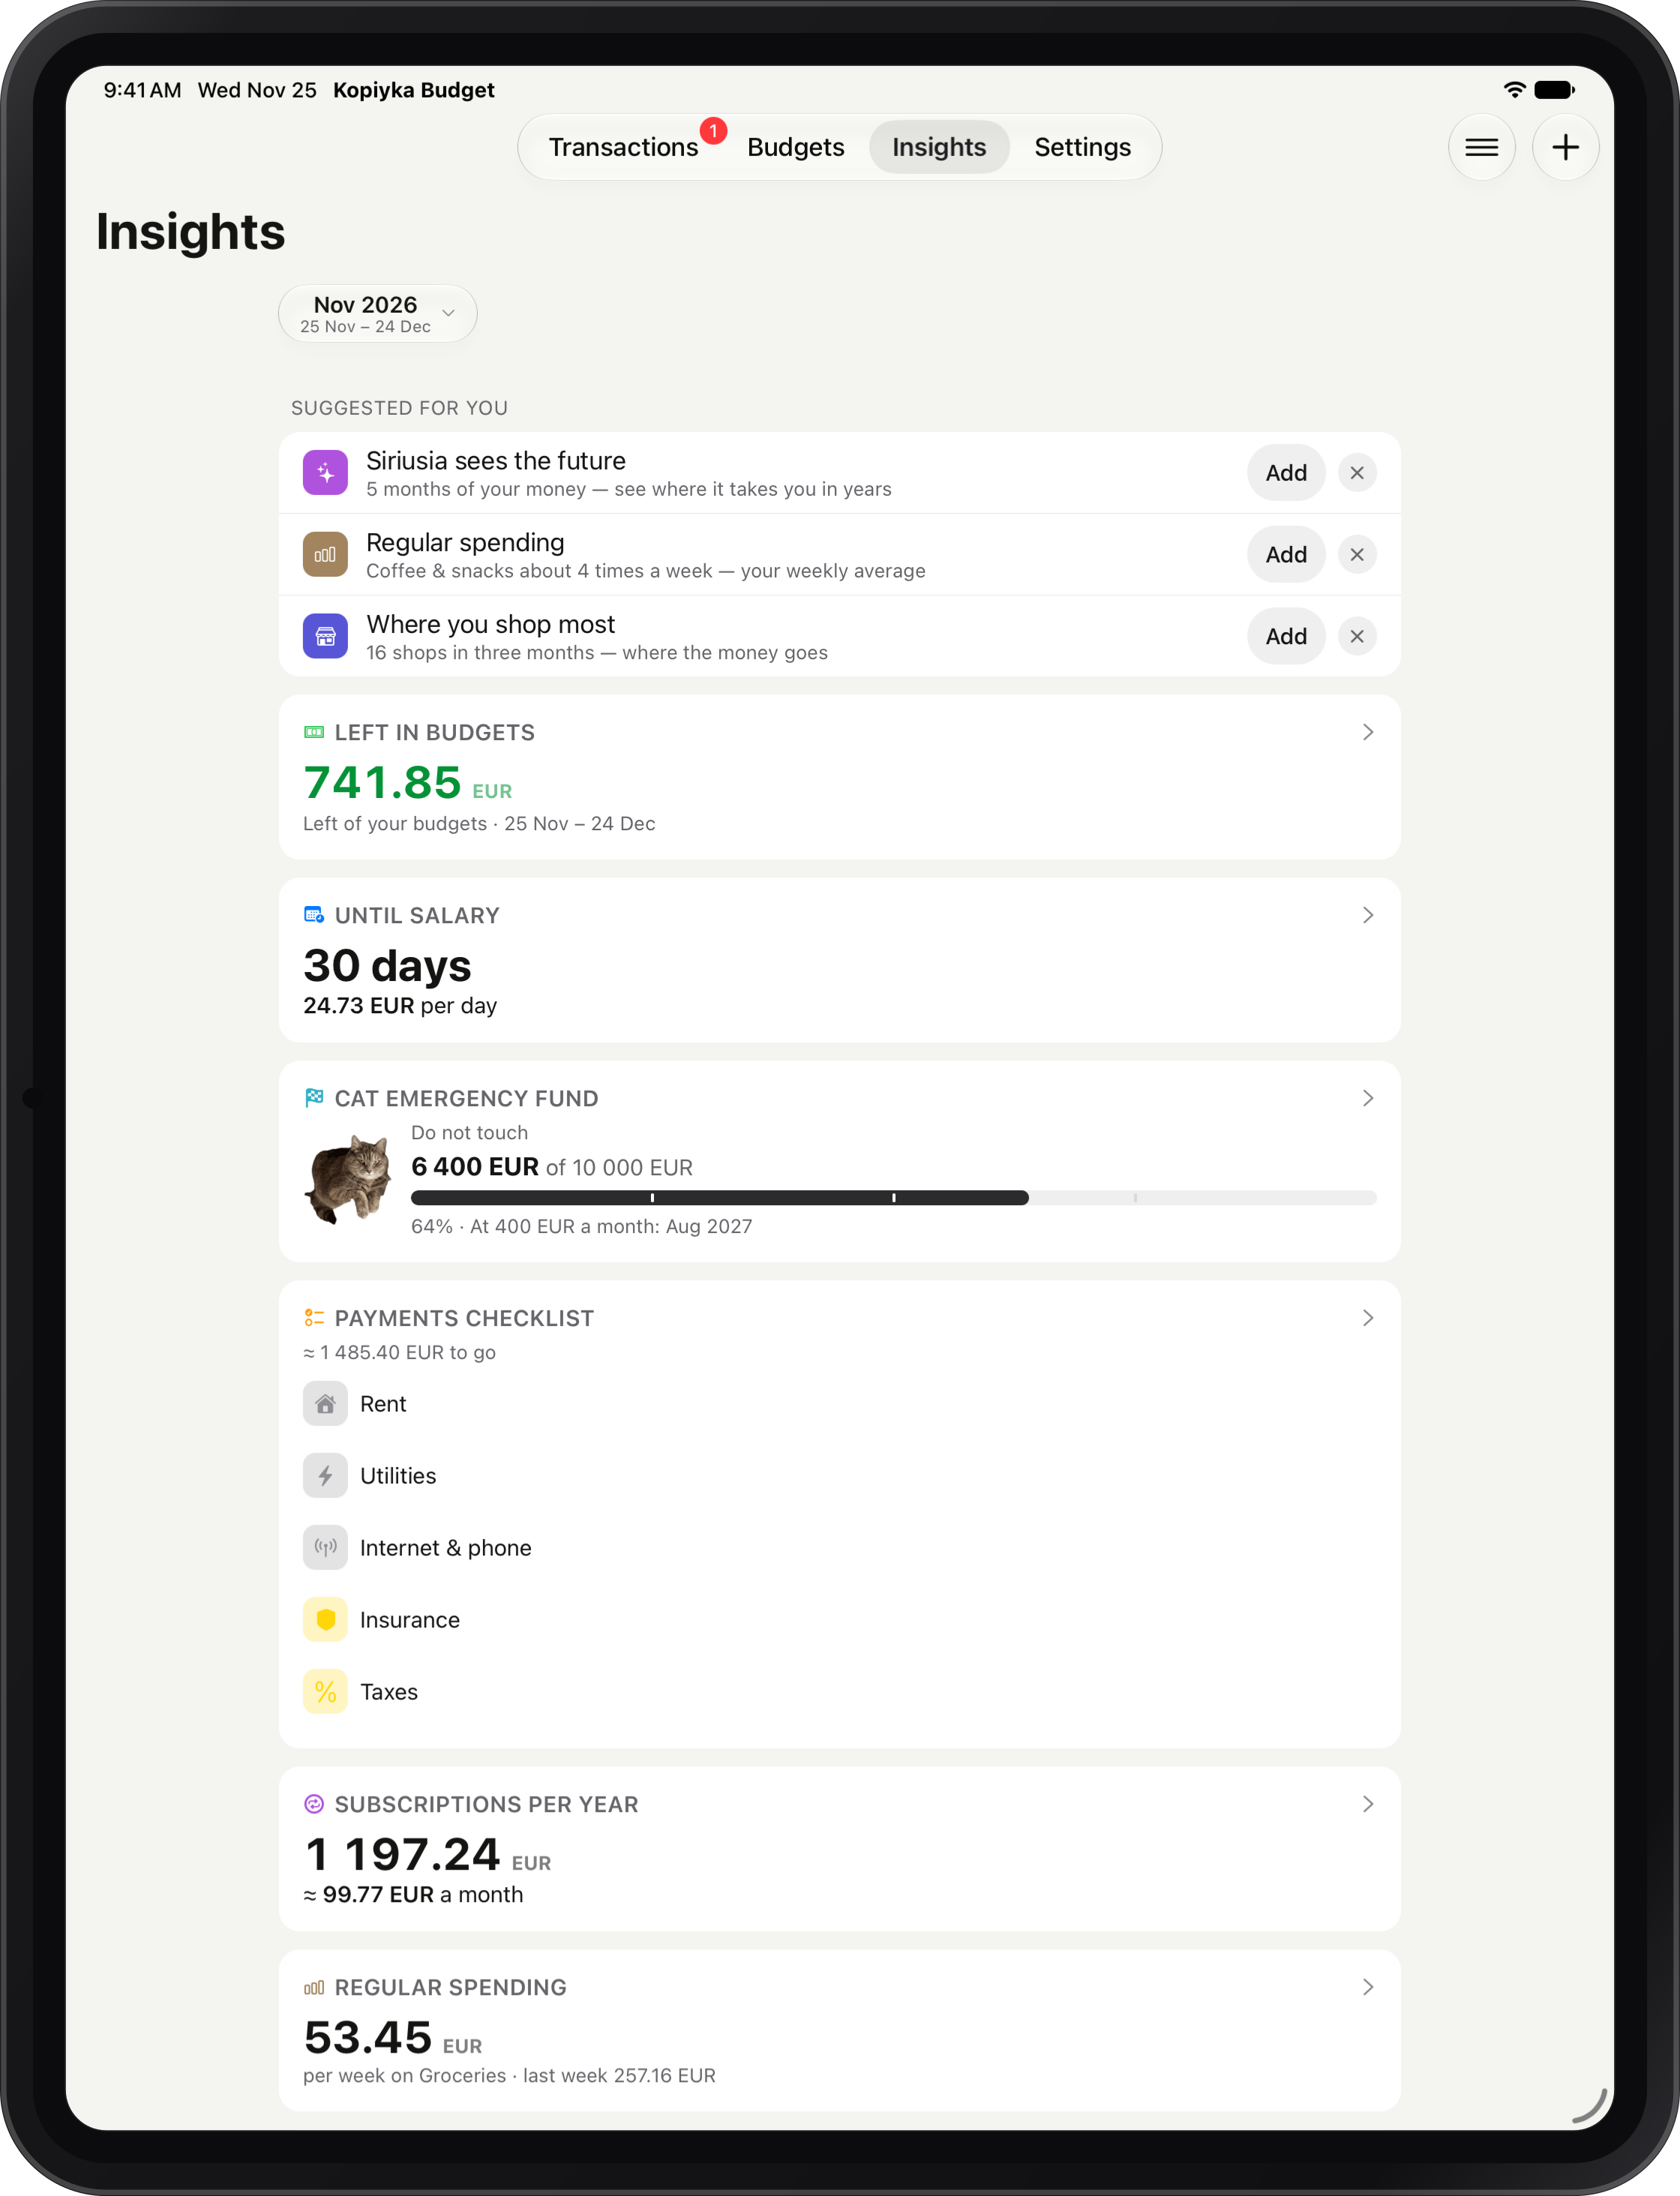 9:41 AM Wed Nov 25 Kopiyka Budget
Transactions 1 Budgets Insights Settings
Insights
Nov 2026
25 Nov – 24 Dec
SUGGESTED FOR YOU
Siriusia sees the future
5 months of your money — see where it takes you in years
Add
Regular spending
Coffee & snacks about 4 times a week — your weekly average
Add
Where you shop most
16 shops in three months — where the money goes
Add
LEFT IN BUDGETS
741.85 EUR
Left of your budgets · 25 Nov – 24 Dec
UNTIL SALARY
30 days
24.73 EUR per day
CAT EMERGENCY FUND
Do not touch
6 400 EUR of 10 000 EUR
64% · At 400 EUR a month: Aug 2027
PAYMENTS CHECKLIST
≈ 1 485.40 EUR to go
Rent
Utilities
Internet & phone
Insurance
Taxes
SUBSCRIPTIONS PER YEAR
1 197.24 EUR
≈ 99.77 EUR a month
REGULAR SPENDING
53.45 EUR
per week on Groceries · last week 257.16 EUR